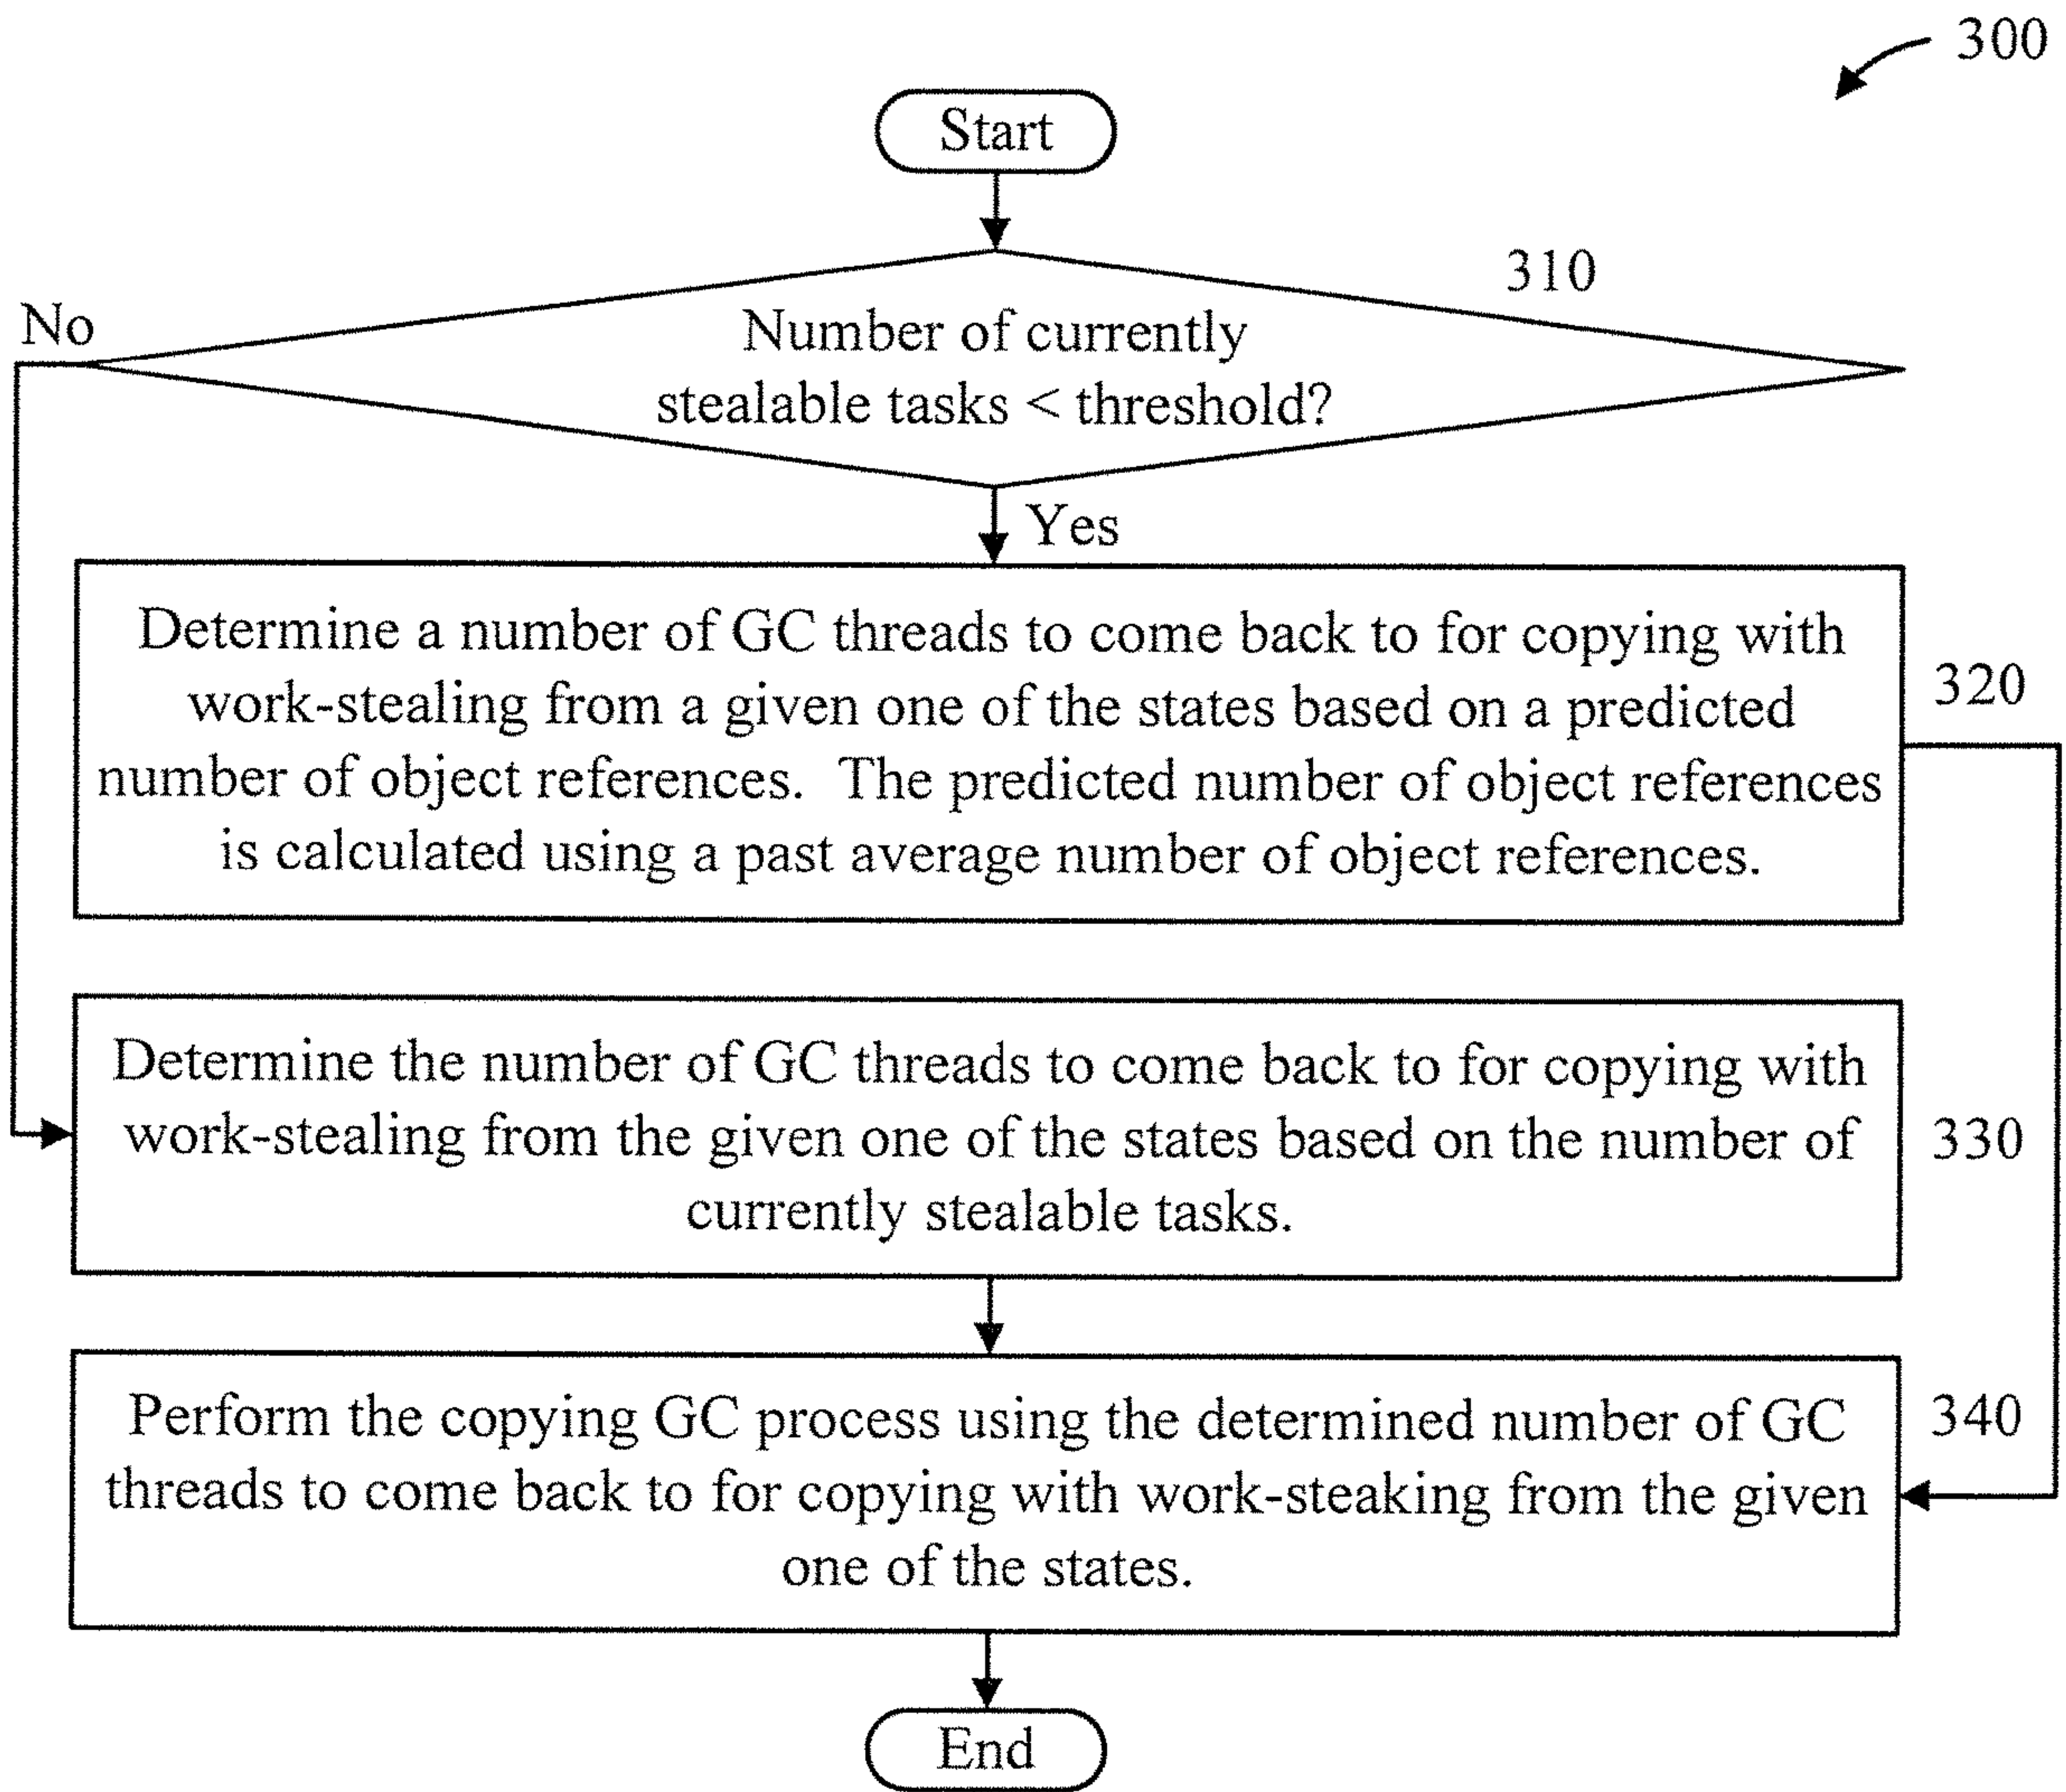 300
Start
310
No
Number of currently
stealable tasks < threshold?
Yes
Determine a number of GC threads to come back to for copying with
work-stealing from a given one of the states based on a predicted
number of object references. The predicted number of object references
is calculated using a past average number of object references.
320
Determine the number of GC threads to come back to for copying with
work-stealing from the given one of the states based on the number of
currently stealable tasks.
330
Perform the copying GC process using the determined number of GC
threads to come back to for copying with work-steaking from the given
one of the states.
340
End